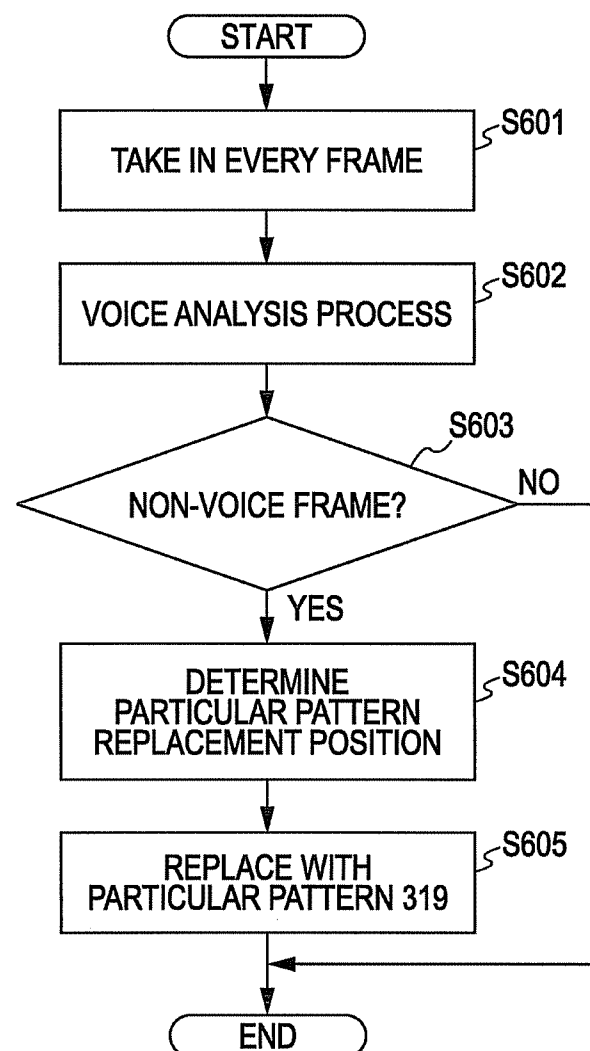 START
TAKE IN EVERY FRAME
S601
VOICE ANALYSIS PROCESS
S602
NON-VOICE FRAME?
S603
NO
YES
DETERMINE
PARTICULAR PATTERN
REPLACEMENT POSITION
S604
REPLACE WITH
PARTICULAR PATTERN 319
S605
END